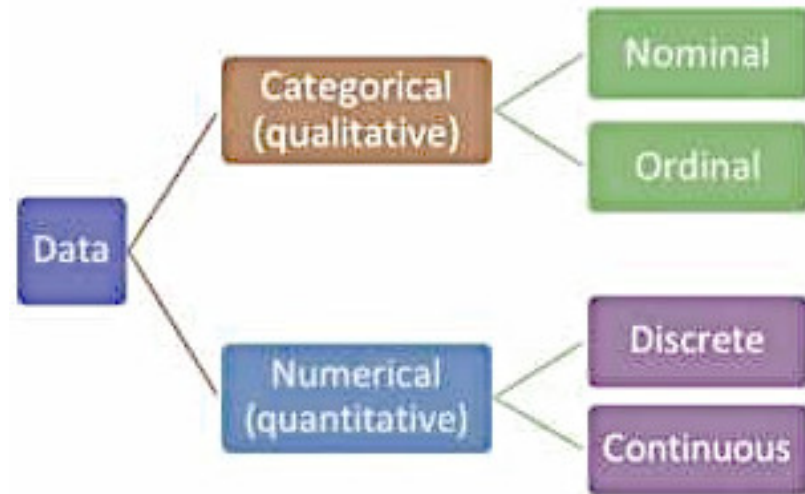 Data
Categorical
(qualitative)
Nominal
Ordinal
Numerical
(quantitative)
Discrete
Continuous